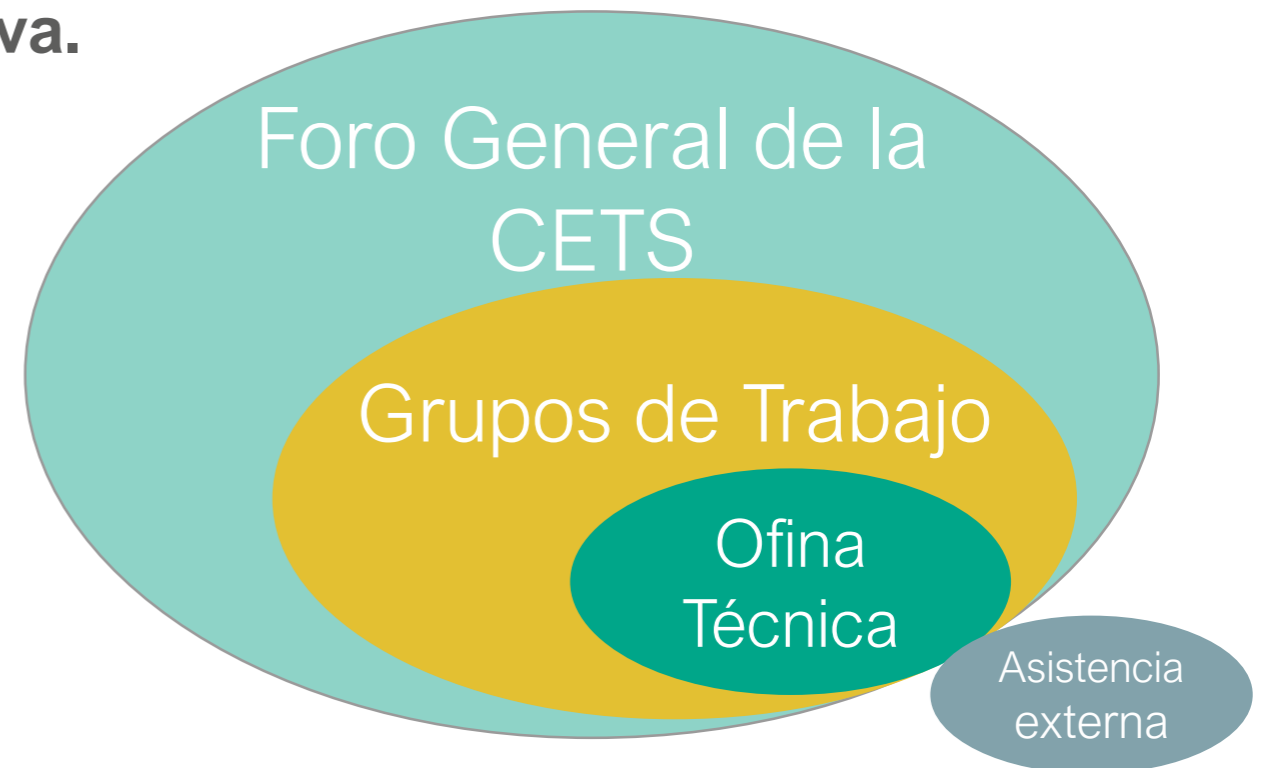 va.
Foro General de la
CETS
Grupos de Trabajo
Ofina
Técnica
Asistencia
externa